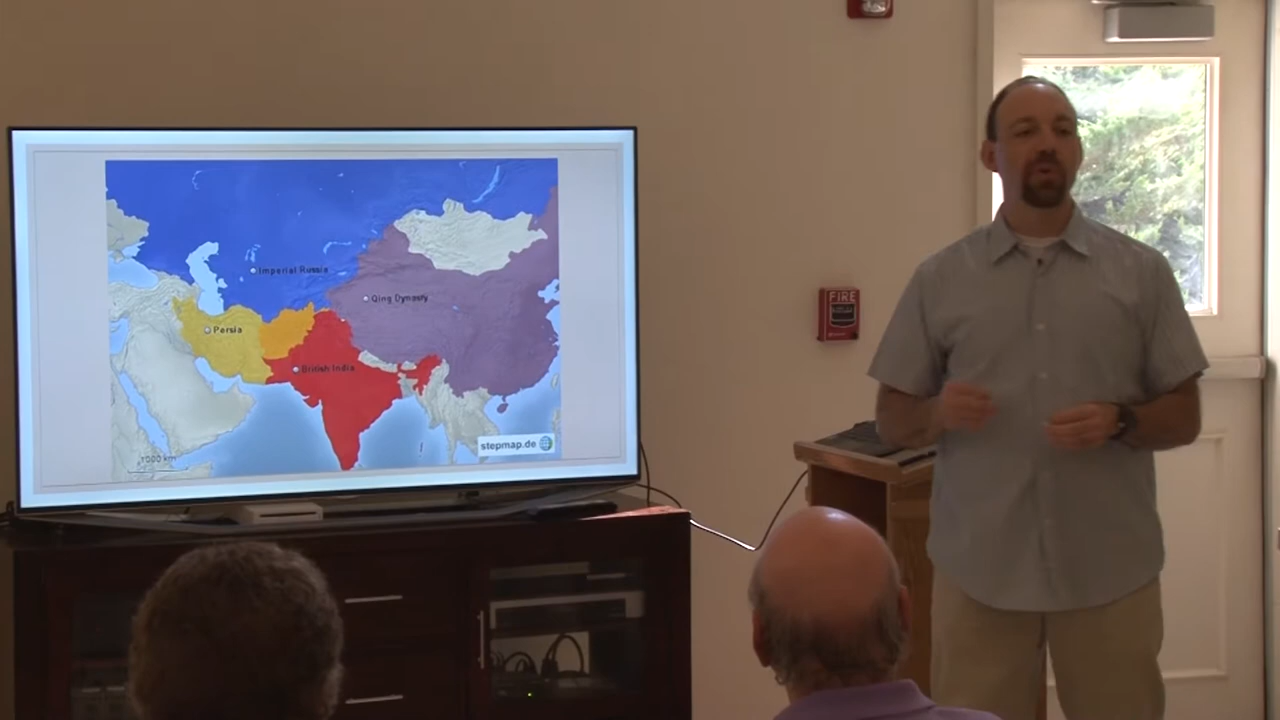 Imperial Russia
Qing Dynasty
Persia
British India
stepmap.de
1000 km
FIRE